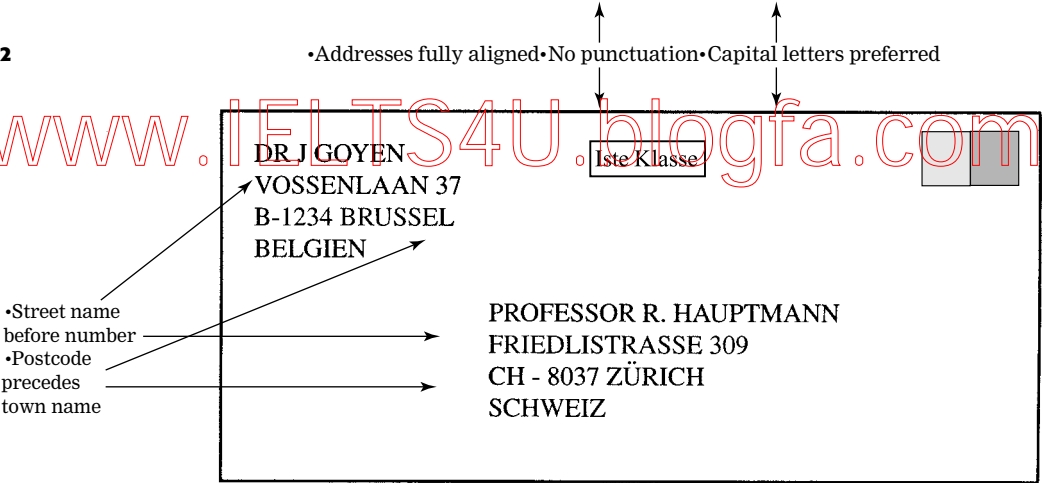 2
•Addresses fully aligned•No punctuation•Capital letters preferred
www.IELTS4U.blogfa.com
DR J GOYEN
VOSSENLAAN 37
B-1234 BRUSSEL
BELGIEN
Iste Klasse
•Street name
before number
•Postcode
precedes
town name
PROFESSOR R. HAUPTMANN
FRIEDLISTRASSE 309
CH - 8037 ZÜRICH
SCHWEIZ